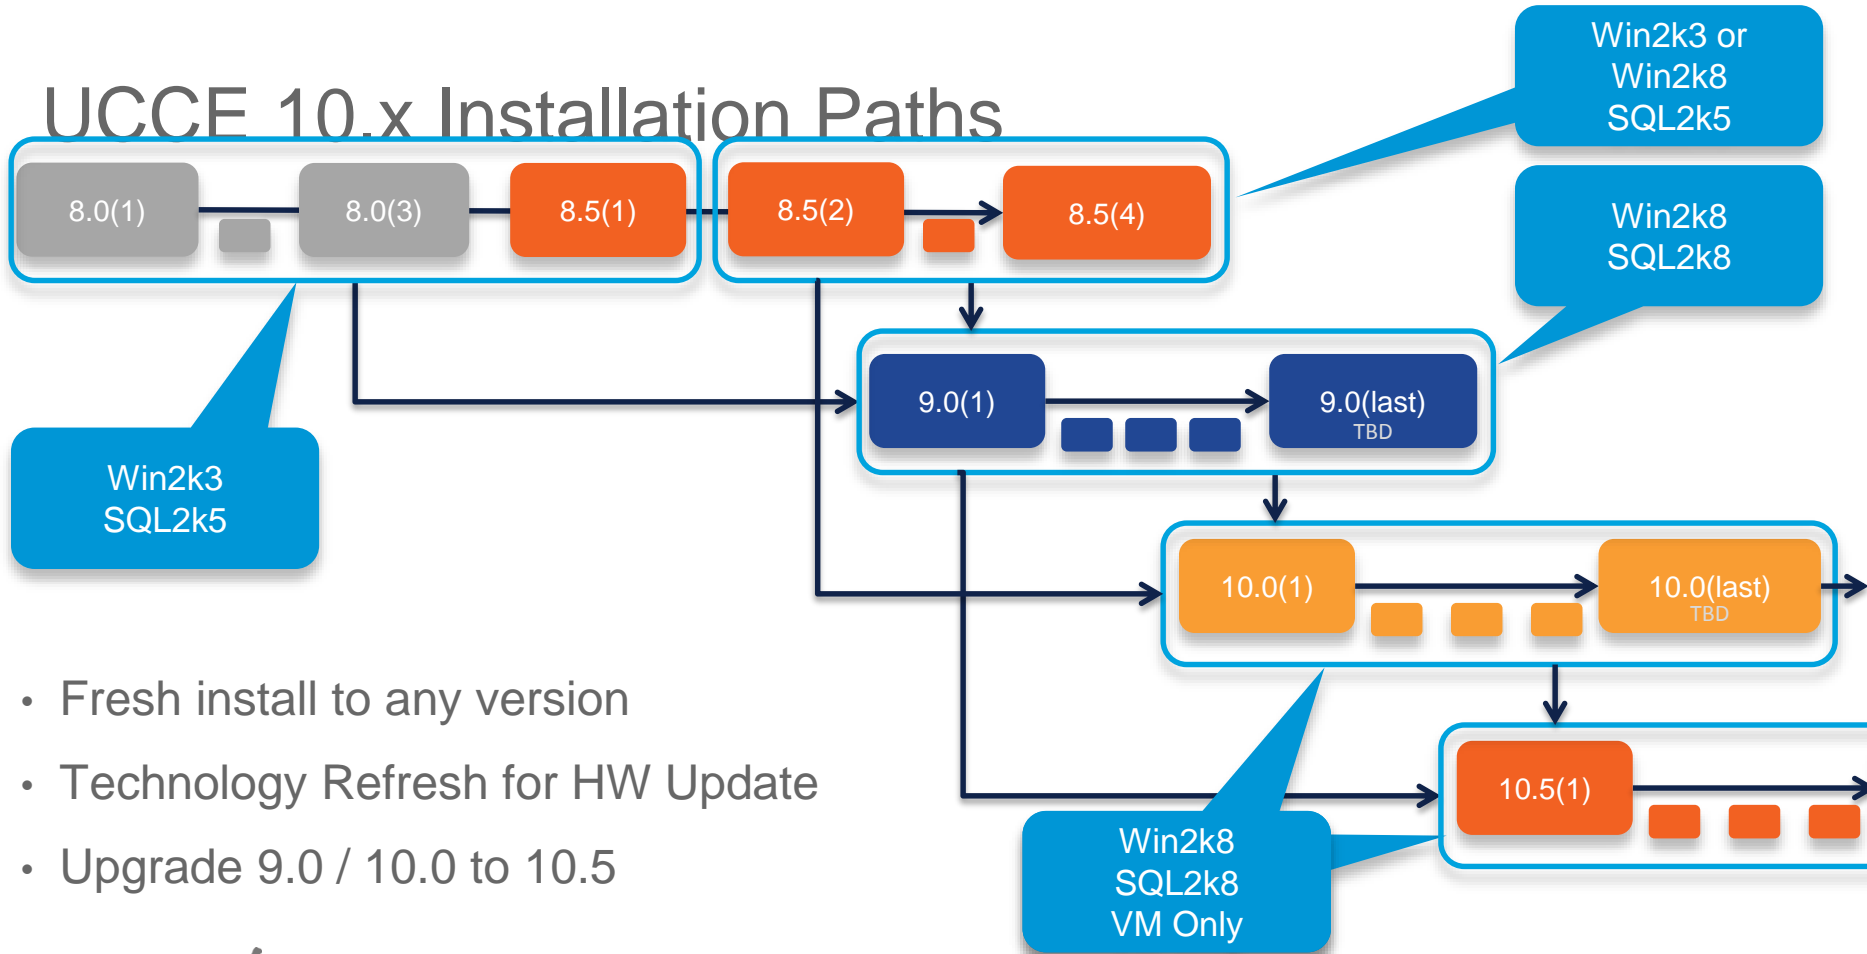 UCCE 10.x Installation Paths
Win2k3 or
Win2k8
SQL2k5
8.0(1)
8.0(3)
8.5(1)
8.5(2)
8.5(4)
Win2k8
SQL2k8
9.0(1)
9.0(last)
TBD
Win2k3
SQL2k5
10.0(1)
10.0(last)
TBD
• Fresh install to any version
• Technology Refresh for HW Update
• Upgrade 9.0 / 10.0 to 10.5
10.5(1)
Win2k8
SQL2k8
VM Only